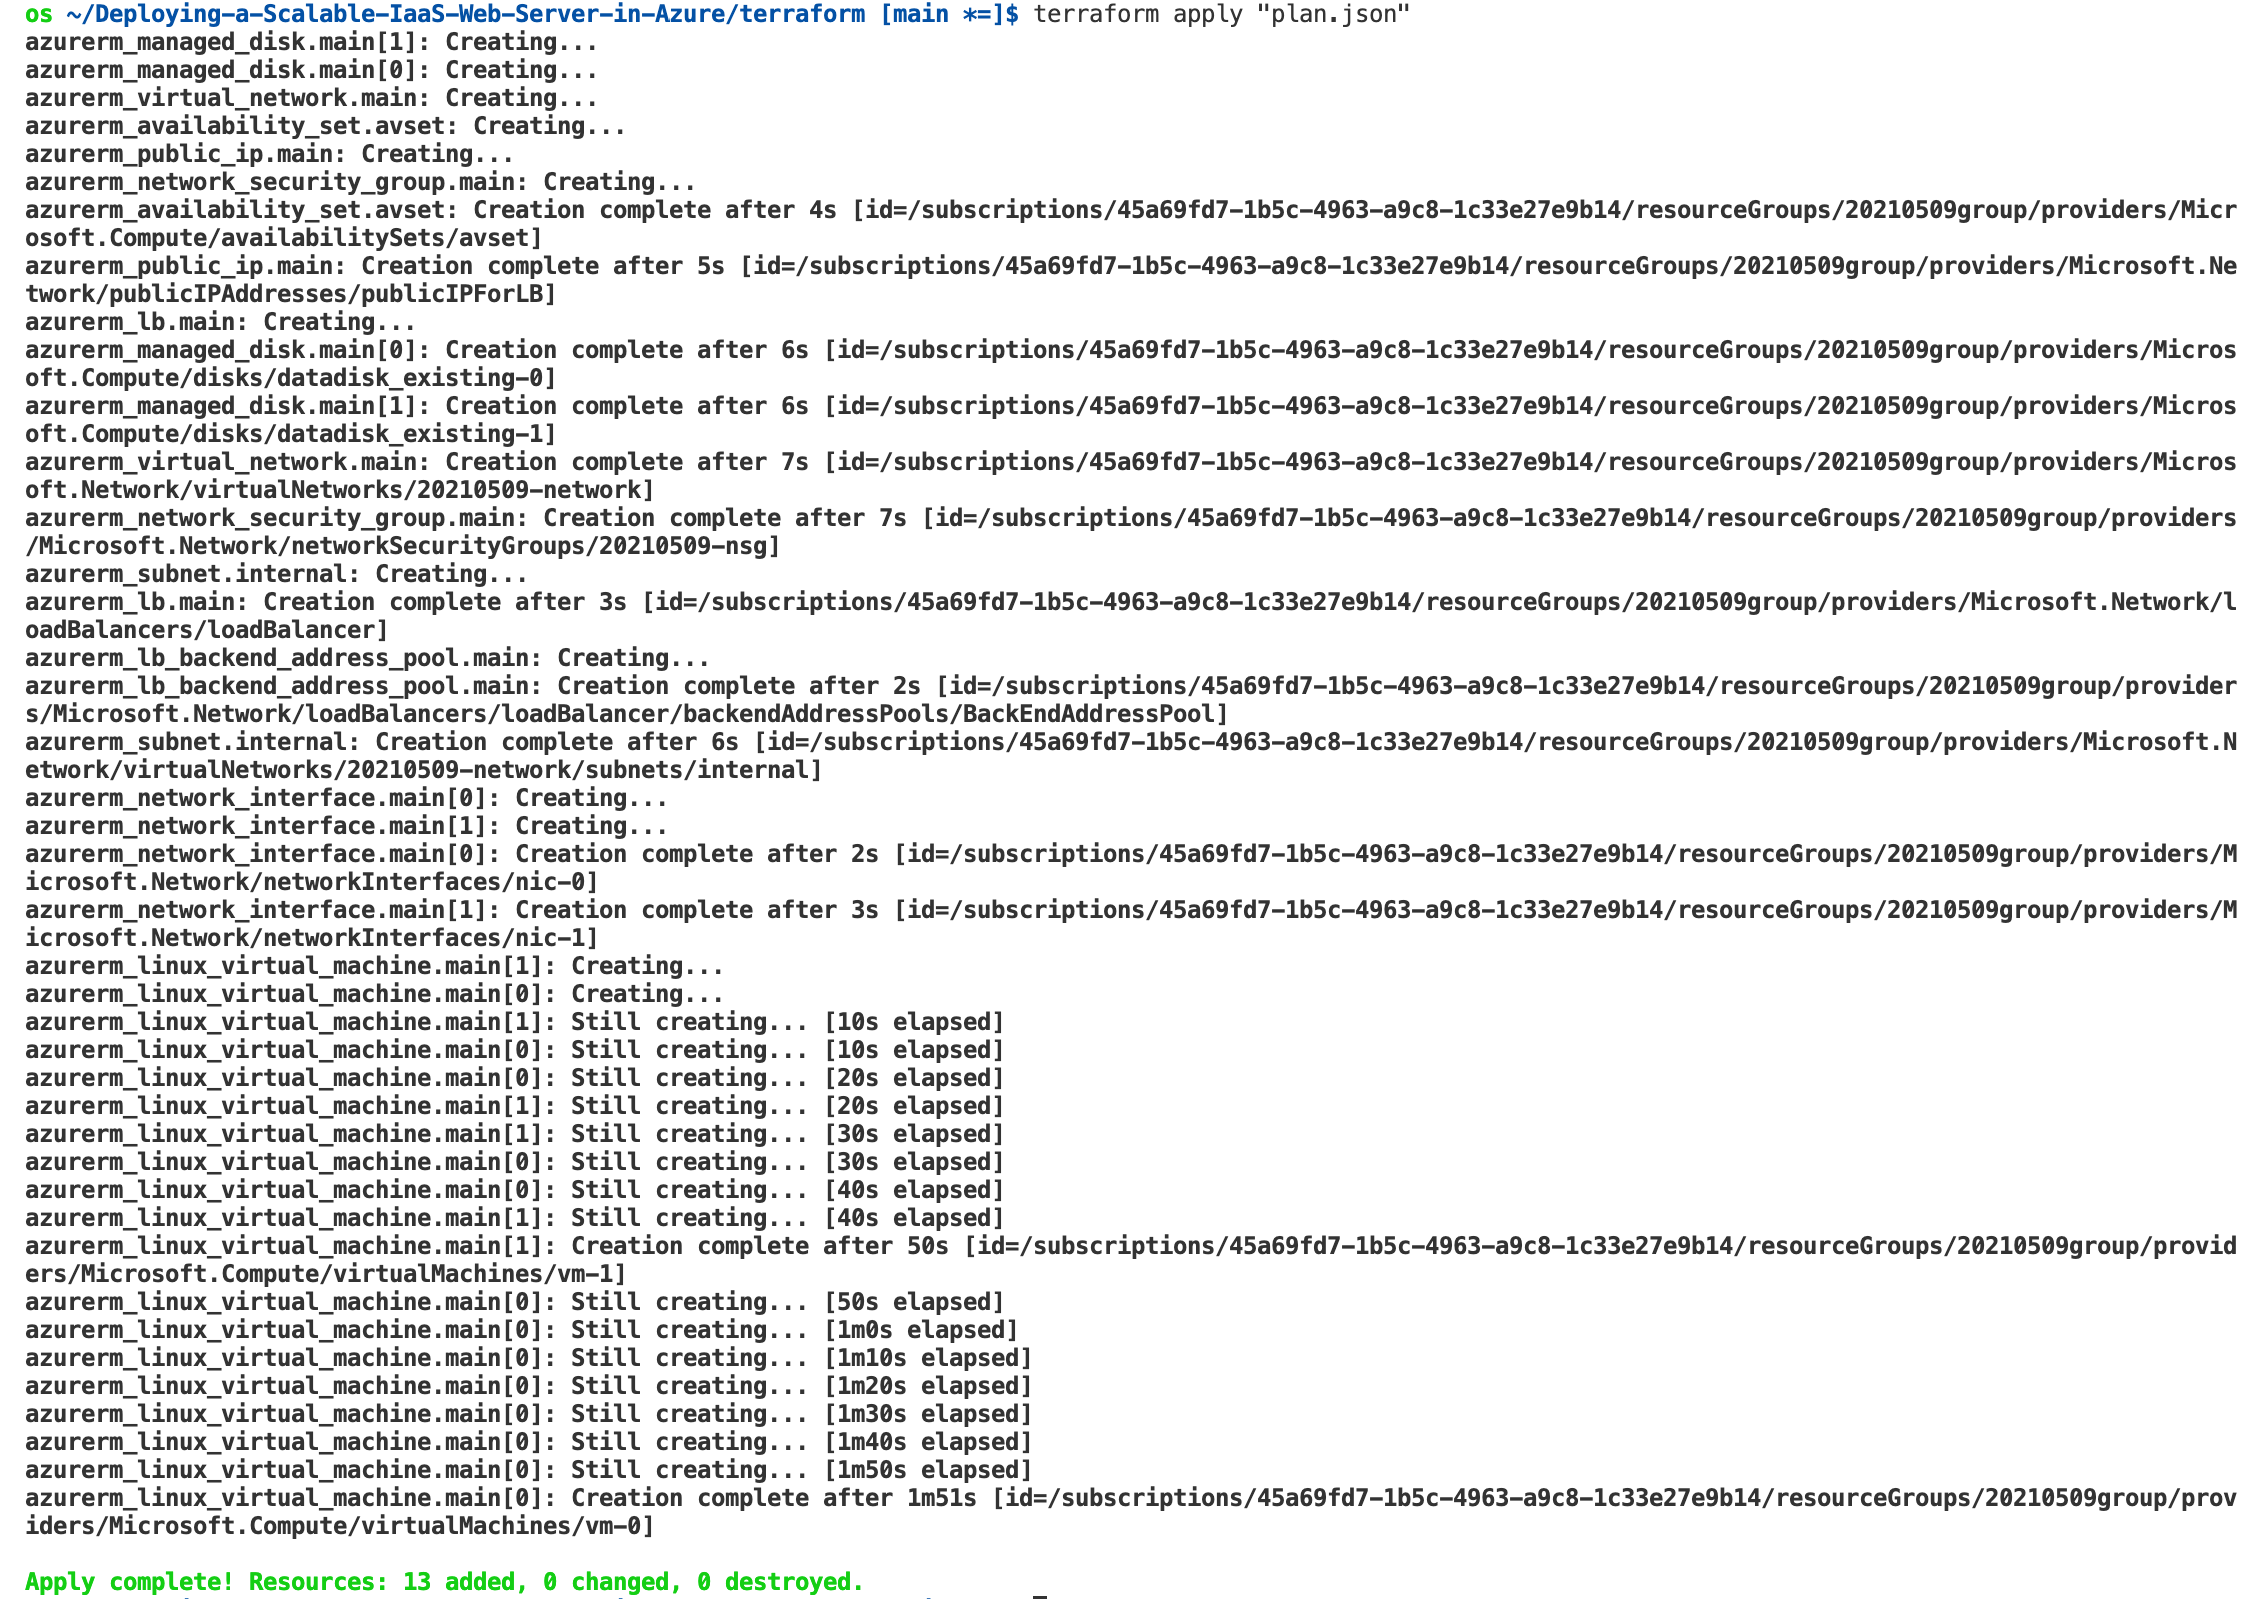 os ~/Deploying-a-Scalable-IaaS-Web-Server-in-Azure/terraform [main *=]$ terraform apply "plan.json"
azurerm_managed_disk.main[1]: Creating...
azurerm_managed_disk.main[0]: Creating...
azurerm_virtual_network.main: Creating...
azurerm_availability_set.avset: Creating...
azurerm_public_ip.main: Creating...
azurerm_network_security_group.main: Creating...
azurerm_availability_set.avset: Creation complete after 4s [id=/subscriptions/45a69fd7-1b5c-4963-a9c8-1c33e27e9b14/resourceGroups/20210509group/providers/Micr
osoft.Compute/availabilitySets/avset]
azurerm_public_ip.main: Creation complete after 5s [id=/subscriptions/45a69fd7-1b5c-4963-a9c8-1c33e27e9b14/resourceGroups/20210509group/providers/Microsoft.Ne
twork/publicIPAddresses/publicIPForLB]
azurerm_lb.main: Creating...
azurerm_managed_disk.main[0]: Creation complete after 6s [id=/subscriptions/45a69fd7-1b5c-4963-a9c8-1c33e27e9b14/resourceGroups/20210509group/providers/Micros
oft.Compute/disks/datadisk_existing-0]
azurerm_managed_disk.main[1]: Creation complete after 6s [id=/subscriptions/45a69fd7-1b5c-4963-a9c8-1c33e27e9b14/resourceGroups/20210509group/providers/Micros
oft.Compute/disks/datadisk_existing-1]
azurerm_virtual_network.main: Creation complete after 7s [id=/subscriptions/45a69fd7-1b5c-4963-a9c8-1c33e27e9b14/resourceGroups/20210509group/providers/Micros
oft.Network/virtualNetworks/20210509-network]
azurerm_network_security_group.main: Creation complete after 7s [id=/subscriptions/45a69fd7-1b5c-4963-a9c8-1c33e27e9b14/resourceGroups/20210509group/providers
/Microsoft.Network/networkSecurityGroups/20210509-nsg]
azurerm_subnet.internal: Creating...
azurerm_lb.main: Creation complete after 3s [id=/subscriptions/45a69fd7-1b5c-4963-a9c8-1c33e27e9b14/resourceGroups/20210509group/providers/Microsoft.Network/l
oadBalancers/loadBalancer]
azurerm_lb_backend_address_pool.main: Creating...
azurerm_lb_backend_address_pool.main: Creation complete after 2s [id=/subscriptions/45a69fd7-1b5c-4963-a9c8-1c33e27e9b14/resourceGroups/20210509group/provider
s/Microsoft.Network/loadBalancers/loadBalancer/backendAddressPools/BackEndAddressPool]
azurerm_subnet.internal: Creation complete after 6s [id=/subscriptions/45a69fd7-1b5c-4963-a9c8-1c33e27e9b14/resourceGroups/20210509group/providers/Microsoft.N
etwork/virtualNetworks/20210509-network/subnets/internal]
azurerm_network_interface.main[0]: Creating...
azurerm_network_interface.main[1]: Creating...
azurerm_network_interface.main[0]: Creation complete after 2s [id=/subscriptions/45a69fd7-1b5c-4963-a9c8-1c33e27e9b14/resourceGroups/20210509group/providers/M
icrosoft.Network/networkInterfaces/nic-0]
azurerm_network_interface.main[1]: Creation complete after 3s [id=/subscriptions/45a69fd7-1b5c-4963-a9c8-1c33e27e9b14/resourceGroups/20210509group/providers/M
icrosoft.Network/networkInterfaces/nic-1]
azurerm_linux_virtual_machine.main[1]: Creating...
azurerm_linux_virtual_machine.main[0]: Creating...
azurerm_linux_virtual_machine.main[1]: Still creating... [10s elapsed]
azurerm_linux_virtual_machine.main[0]: Still creating... [10s elapsed]
azurerm_linux_virtual_machine.main[0]: Still creating... [20s elapsed]
azurerm_linux_virtual_machine.main[1]: Still creating... [20s elapsed]
azurerm_linux_virtual_machine.main[1]: Still creating... [30s elapsed]
azurerm_linux_virtual_machine.main[0]: Still creating... [30s elapsed]
azurerm_linux_virtual_machine.main[0]: Still creating... [40s elapsed]
azurerm_linux_virtual_machine.main[1]: Still creating... [40s elapsed]
azurerm_linux_virtual_machine.main[1]: Creation complete after 50s [id=/subscriptions/45a69fd7-1b5c-4963-a9c8-1c33e27e9b14/resourceGroups/20210509group/provid
ers/Microsoft.Compute/virtualMachines/vm-1]
azurerm_linux_virtual_machine.main[0]: Still creating... [50s elapsed]
azurerm_linux_virtual_machine.main[0]: Still creating... [1m0s elapsed]
azurerm_linux_virtual_machine.main[0]: Still creating... [1m10s elapsed]
azurerm_linux_virtual_machine.main[0]: Still creating... [1m20s elapsed]
azurerm_linux_virtual_machine.main[0]: Still creating... [1m30s elapsed]
azurerm_linux_virtual_machine.main[0]: Still creating... [1m40s elapsed]
azurerm_linux_virtual_machine.main[0]: Still creating... [1m50s elapsed]
azurerm_linux_virtual_machine.main[0]: Creation complete after 1m51s [id=/subscriptions/45a69fd7-1b5c-4963-a9c8-1c33e27e9b14/resourceGroups/20210509group/prov
iders/Microsoft.Compute/virtualMachines/vm-0]
Apply complete! Resources: 13 added, 0 changed, 0 destroyed.